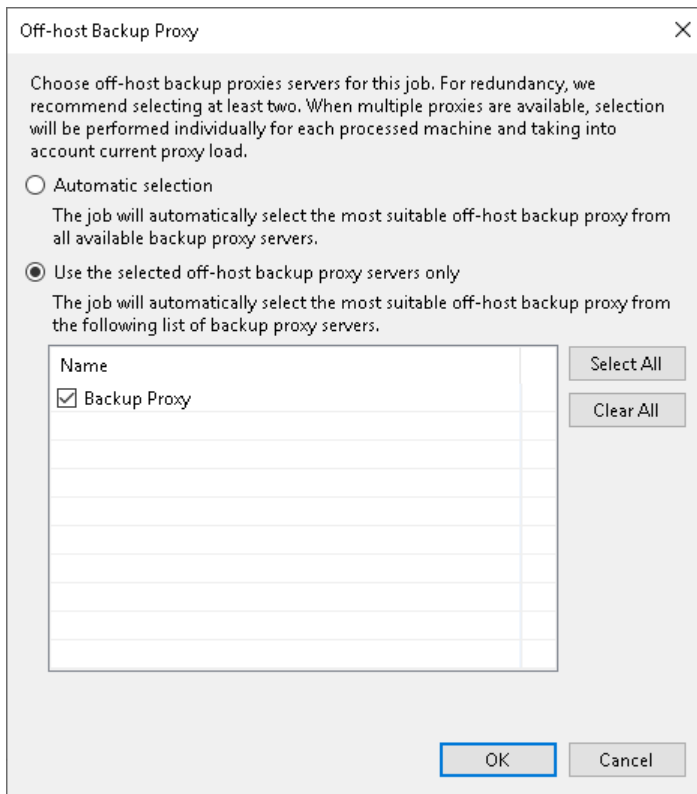 Off-host Backup Proxy
Choose off-host backup proxies servers for this job. For redundancy, we
recommend selecting at least two. When multiple proxies are available, selection
will be performed individually for each processed machine and taking into
account current proxy load.
Automatic selection
The job will automatically select the most suitable off-host backup proxy from
all available backup proxy servers.
Use the selected off-host backup proxy servers only
The job will automatically select the most suitable off-host backup proxy from
the following list of backup proxy servers.
Name
Select All
Backup Proxy
Clear All
OK
Cancel